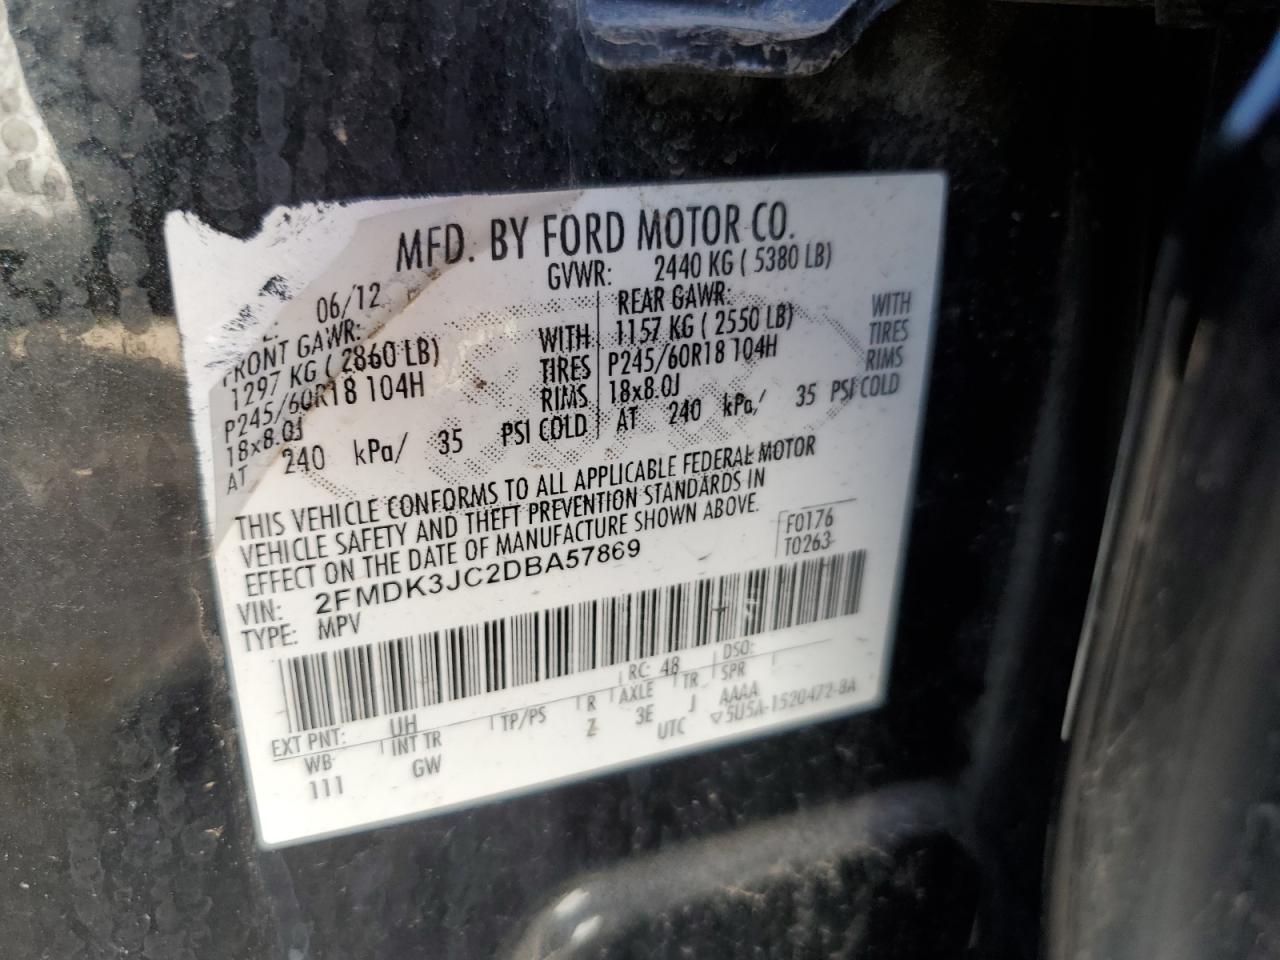 MFD. BY FORD MOTOR CO.
06/12 GVWR: 2440 KG ( 5380 LB)
FRONT GAWR: REAR GAWR:
1297 KG ( 2860 LB) WITH 1157 KG ( 2550 LB) WITH
P245/60R18 104H TIRES P245/60R18 104H TIRES
18x8.0J RIMS 18x8.0J RIMS
AT 240 kPa/ 35 PSI COLD AT 240 kPa/ 35 PSI COLD
THIS VEHICLE CONFORMS TO ALL APPLICABLE FEDERAL MOTOR
VEHICLE SAFETY AND THEFT PREVENTION STANDARDS IN
EFFECT ON THE DATE OF MANUFACTURE SHOWN ABOVE.
VIN: 2FMDK3JC2DBA57869 F0176
TYPE: MPV T0263
EXT PNT: UH RC: 48 DSO:
WB INT TR TP/PS R AXLE TR SPR
111 GW Z 3E J AAAA
UTC ▽5U5A-1520472-BA